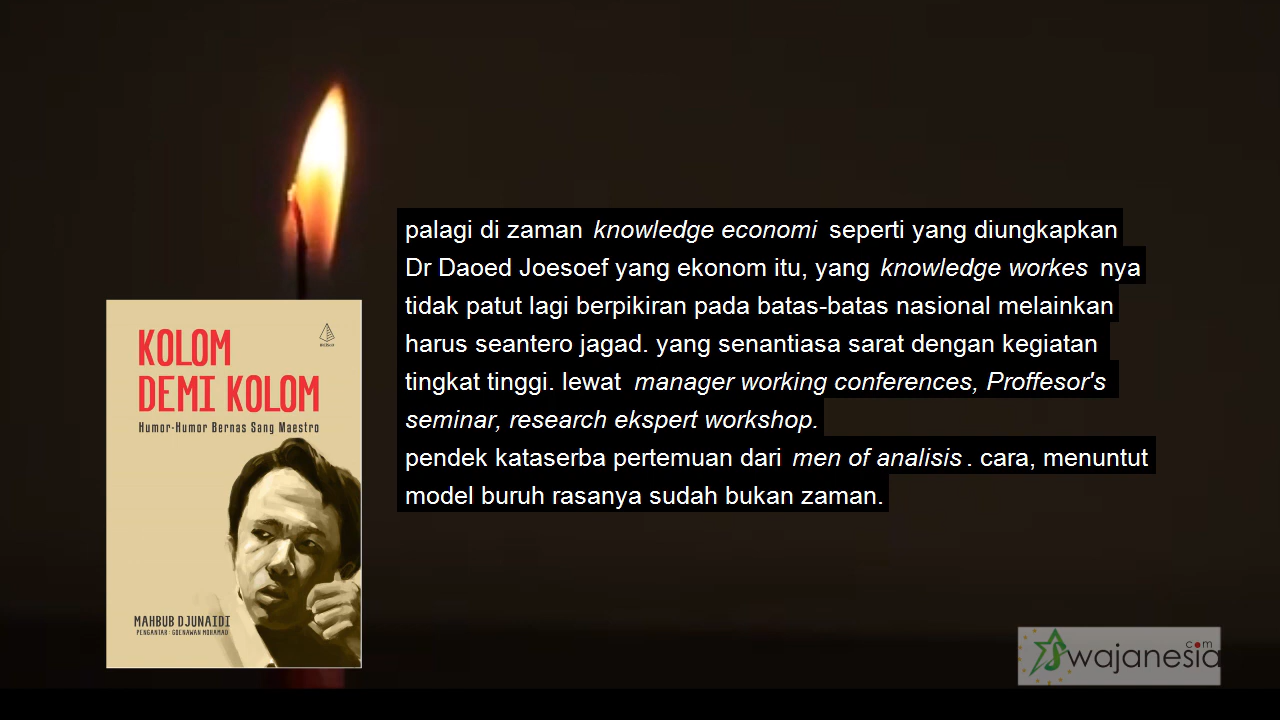 palagi di zaman knowledge economi seperti yang diungkapkan
Dr Daoed Joesoef yang ekonom itu, yang knowledge workes nya
tidak patut lagi berpikiran pada batas-batas nasional melainkan
harus seantero jagad. yang senantiasa sarat dengan kegiatan
tingkat tinggi. lewat manager working conferences, Proffesor's
seminar, research ekspert workshop.
pendek kataserba pertemuan dari men of analisis. cara, menuntut
model buruh rasanya sudah bukan zaman.
KOLOM
DEMI KOLOM
Humor-Humor Bernas Sang Maestro
MAHBUB DJUNAIDI
PENGANTAR: GOENAWAN MOHAMAD
Swajanesia
com